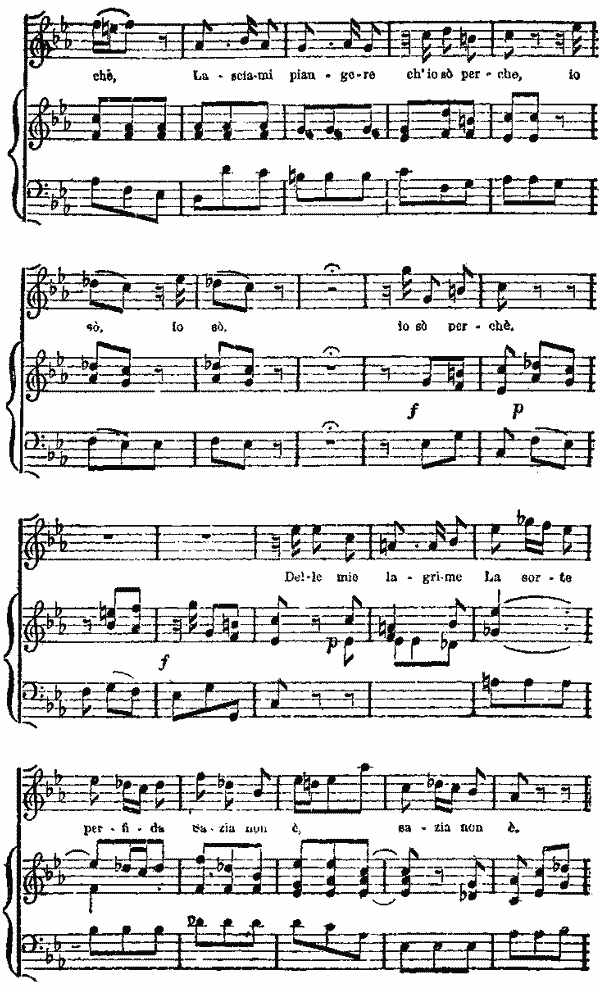 chè, La-scia-mi pian-ge-re ch'io sò per-che, io
sò, io sò, io sò per-chè.
f p
Del-le mie la-gri-me La sor-te
f p
per-fi-da sa-zia non è, sa-zia non è.